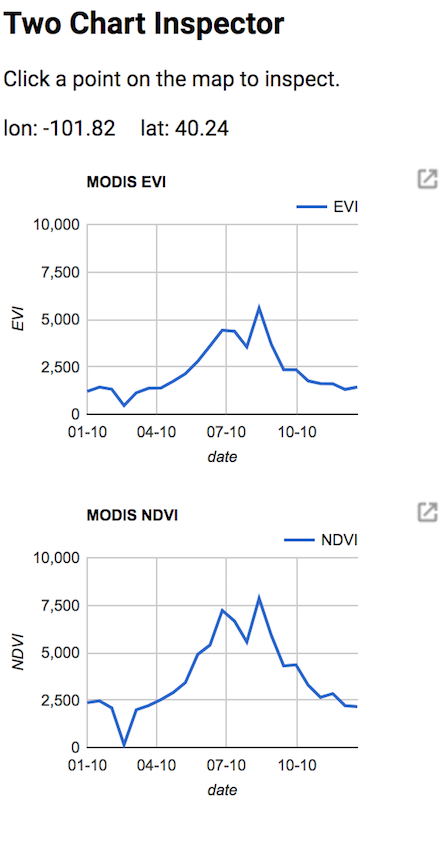 Two Chart Inspector
Click a point on the map to inspect.
lon: -101.82 lat: 40.24
MODIS EVI
EVI
10,000
7,500
5,000
2,500
0
EVI
01-10 04-10 07-10 10-10
date
MODIS NDVI
NDVI
10,000
7,500
5,000
2,500
0
NDVI
01-10 04-10 07-10 10-10
date